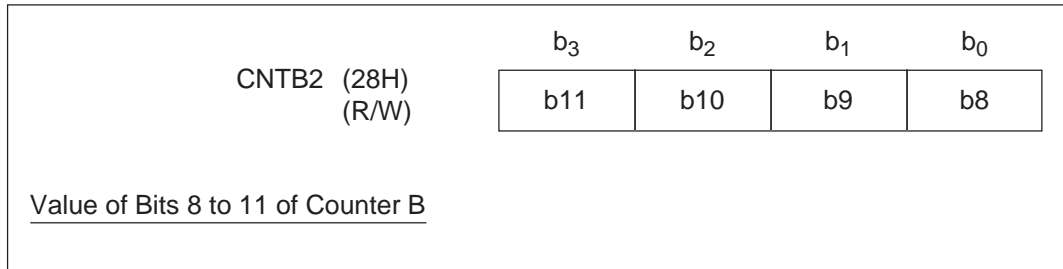 b3 b2 b1 b0
CNTB2 (28H) b11 b10 b9 b8
(R/W)
Value of Bits 8 to 11 of Counter B